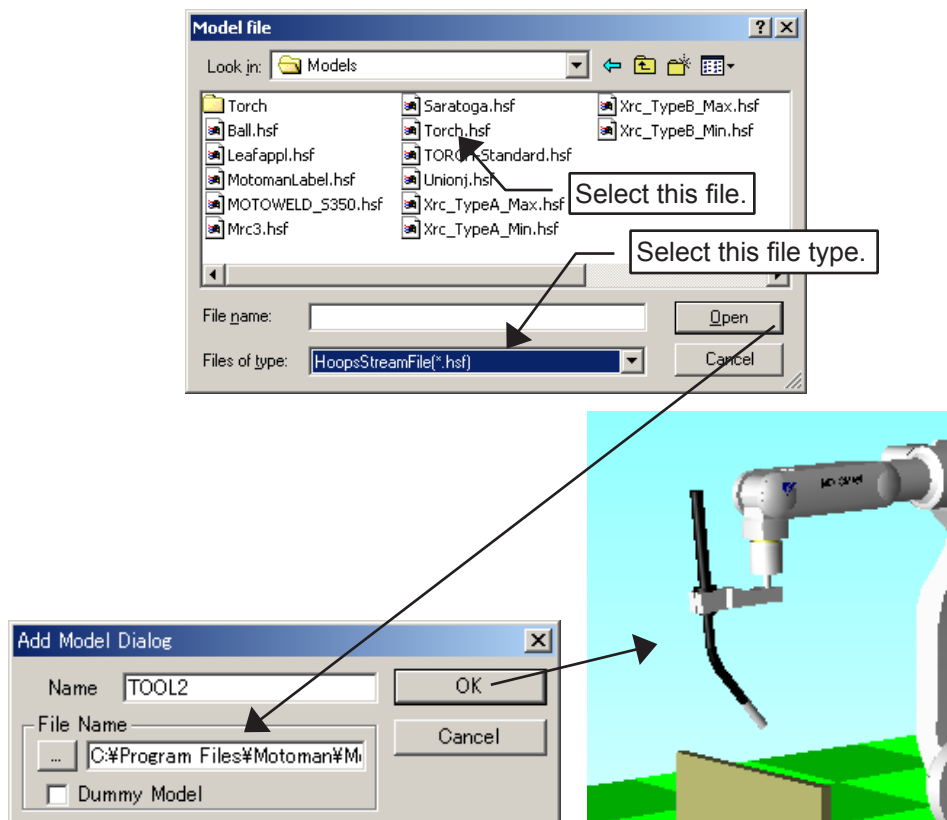 Model file
Look in: Models
Torch
Ball.hsf
Leafappl.hsf
MotomanLabel.hsf
MOTOWELD_S350.hsf
Mrc3.hsf
Saratoga.hsf
Torch.hsf
TORCH-Standard.hsf
Unionj.hsf
Xrc_TypeA_Max.hsf
Xrc_TypeA_Min.hsf
Xrc_TypeB_Max.hsf
Xrc_TypeB_Min.hsf
Select this file.
Select this file type.
File name:
Open
Files of type: HoopsStreamFile(*.hsf)
Cancel
Add Model Dialog
Name TOOL2
OK
File Name
... C:¥Program Files¥Motoman¥M
Cancel
Dummy Model